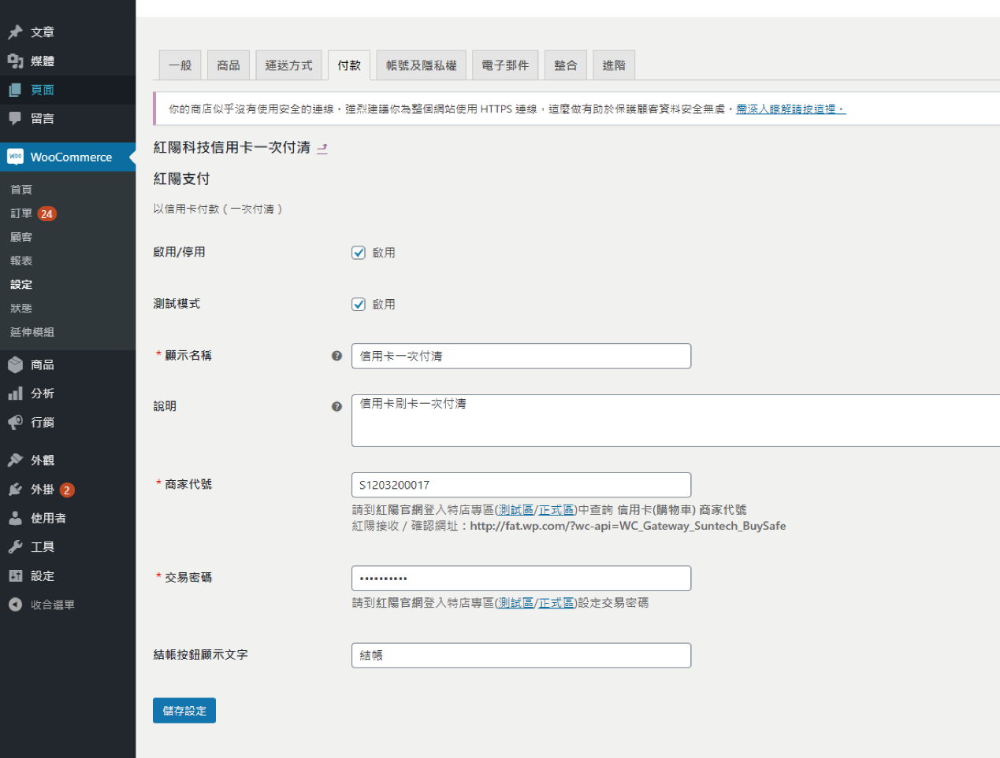 文章
媒體
頁面
留言
WooCommerce
首頁
訂單 24
顧客
報表
設定
狀態
延伸模組
商品
分析
行銷
外觀
外掛 2
使用者
工具
設定
收合選單
一般 商品 運送方式 付款 帳號及隱私權 電子郵件 整合 進階
你的商店似乎沒有使用安全的連線。強烈建議你為整個網站使用 HTTPS 連線，這麼做有助於保護顧客資料安全無虞。需深入瞭解請按這裡。
紅陽科技信用卡一次付清
紅陽支付
以信用卡付款（一次付清）
啟用/停用 啟用
測試模式 啟用
* 顯示名稱 信用卡一次付清
說明 信用卡刷卡一次付清
* 商家代號 S1203200017
請到紅陽官網登入特店專區(測試區/正式區)中查詢 信用卡(購物車) 商家代號
紅陽接收 / 確認網址：http://fat.wp.com/?wc-api=WC_Gateway_Suntech_BuySafe
* 交易密碼 ••••••••••
請到紅陽官網登入特店專區(測試區/正式區)設定交易密碼
結帳按鈕顯示文字 結帳
儲存設定